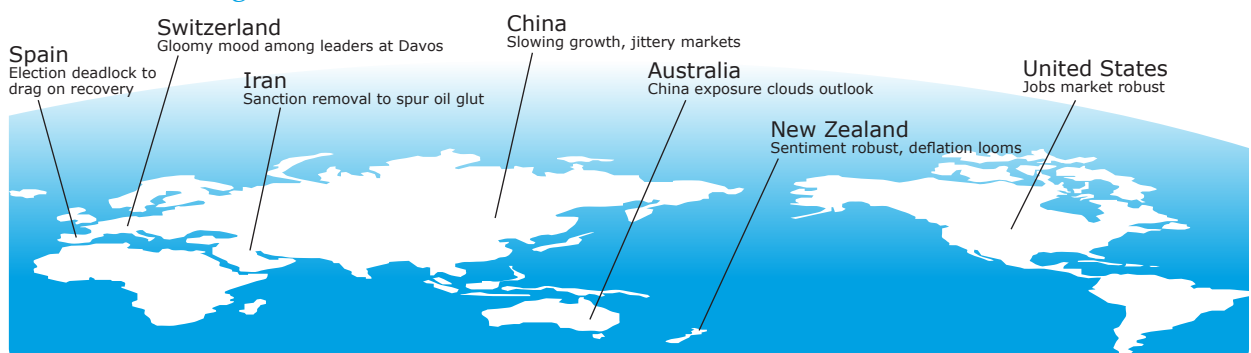 Spain
Election deadlock to
drag on recovery
Switzerland
Gloomy mood among leaders at Davos
Iran
Sanction removal to spur oil glut
China
Slowing growth, jittery markets
Australia
China exposure clouds outlook
New Zealand
Sentiment robust, deflation looms
United States
Jobs market robust